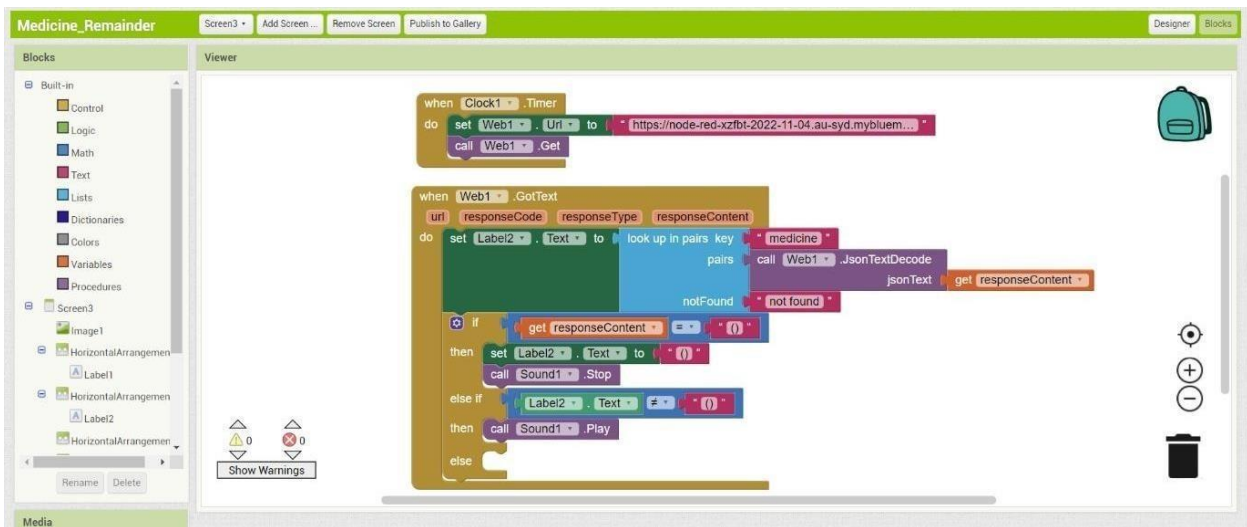 Medicine_Remainder
Screen3 Add Screen ... Remove Screen Publish to Gallery
Designer Blocks
Blocks
Viewer
Built-in
Control
Logic
Math
Text
Lists
Dictionaries
Colors
Variables
Procedures
Screen3
Image1
HorizontalArrangemen
Label1
HorizontalArrangemen
Label2
HorizontalArrangemen
Rename Delete
Media
when Clock1 .Timer
do set Web1 . Url to " https://node-red-xzfbt-2022-11-04.au-syd.mybluem... "
call Web1 .Get
when Web1 .GotText
url responseCode responseType responseContent
do set Label2 . Text to look up in pairs key " medicine "
pairs call Web1 .JsonTextDecode
jsonText get responseContent
notFound " not found "
if get responseContent = " () "
then set Label2 . Text to " () "
call Sound1 .Stop
else if Label2 . Text ≠ " () "
then call Sound1 .Play
else
0 0
Show Warnings